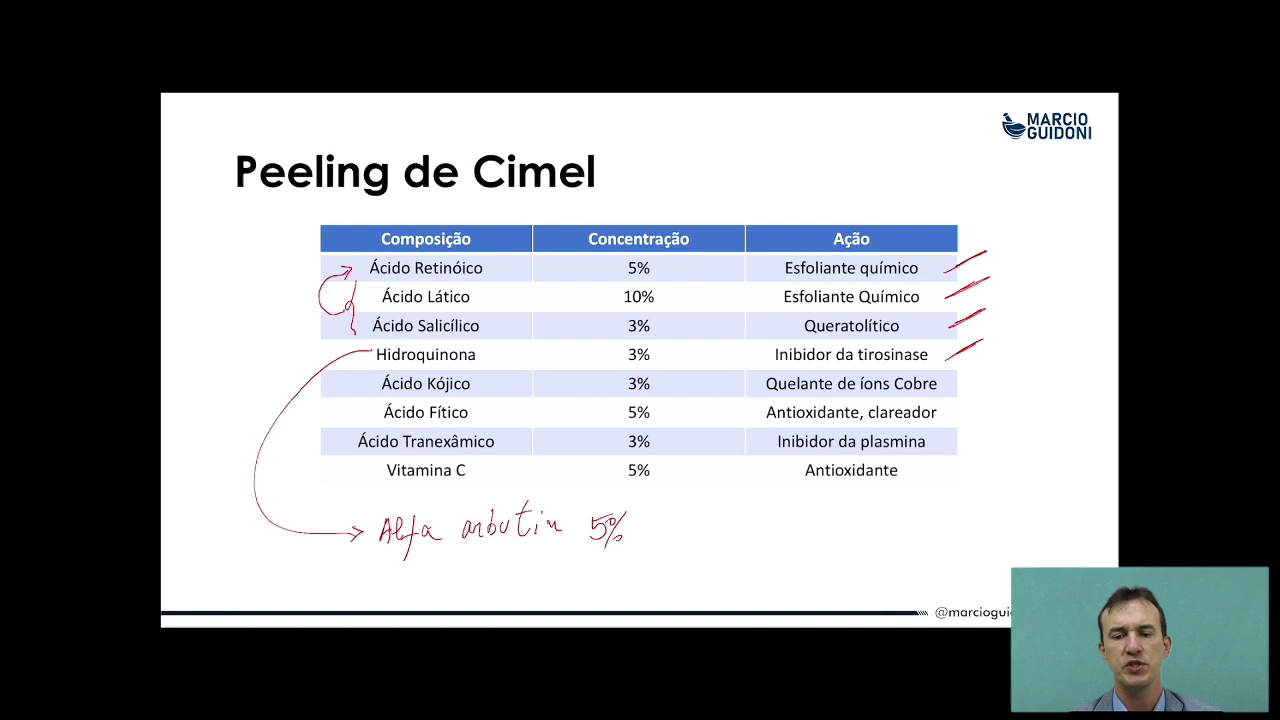 MARCIO
GUIDONI
Peeling de Cimel
Composição Concentração Ação
Ácido Retinóico 5% Esfoliante químico
Ácido Lático 10% Esfoliante Químico
Ácido Salicílico 3% Queratolítico
Hidroquinona 3% Inibidor da tirosinase
Ácido Kójico 3% Quelante de íons Cobre
Ácido Fítico 5% Antioxidante, clareador
Ácido Tranexâmico 3% Inibidor da plasmina
Vitamina C 5% Antioxidante
Alfa arbutin 5%
@marciogui